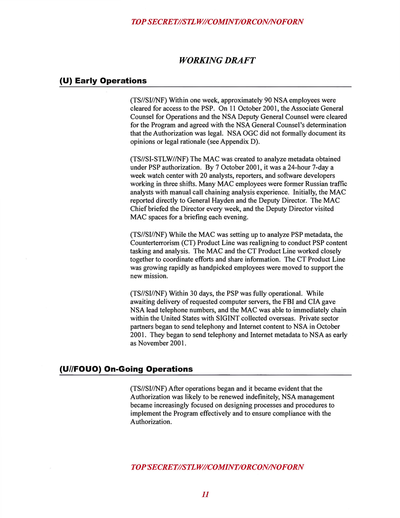 TOP SECRET//STLW//COMINT/ORCON/NOFORN
WORKING DRAFT
(U) Early Operations
(TS//SI//NF) Within one week, approximately 90 NSA employees were
cleared for access to the PSP. On 11 October 2001, the Associate General
Counsel for Operations and the NSA Deputy General Counsel were cleared
for the Program and agreed with the NSA General Counsel's determination
that the Authorization was legal. NSA OGC did not formally document its
opinions or legal rationale (see Appendix D).
(TS//SI-STLW//NF) The MAC was created to analyze metadata obtained
under PSP authorization. By 7 October 2001, it was a 24-hour 7-day a
week watch center with 20 analysts, reporters, and software developers
working in three shifts. Many MAC employees were former Russian traffic
analysts with manual call chaining analysis experience. Initially, the MAC
reported directly to General Hayden and the Deputy Director. The MAC
Chief briefed the Director every week, and the Deputy Director visited
MAC spaces for a briefing each evening.
(TS//SI//NF) While the MAC was setting up to analyze PSP metadata, the
Counterterrorism (CT) Product Line was realigning to conduct PSP content
tasking and analysis. The MAC and the CT Product Line worked closely
together to coordinate efforts and share information. The CT Product Line
was growing rapidly as handpicked employees were moved to support the
new mission.
(TS//SI//NF) Within 30 days, the PSP was fully operational. While
awaiting delivery of requested computer servers, the FBI and CIA gave
NSA lead telephone numbers, and the MAC was able to immediately chain
within the United States with SIGINT collected overseas. Private sector
partners began to send telephony and Internet content to NSA in October
2001. They began to send telephony and Internet metadata to NSA as early
as November 2001.
(U//FOUO) On-Going Operations
(TS//SI//NF) After operations began and it became evident that the
Authorization was likely to be renewed indefinitely, NSA management
became increasingly focused on designing processes and procedures to
implement the Program effectively and to ensure compliance with the
Authorization.
TOP SECRET//STLW//COMINT/ORCON/NOFORN
11